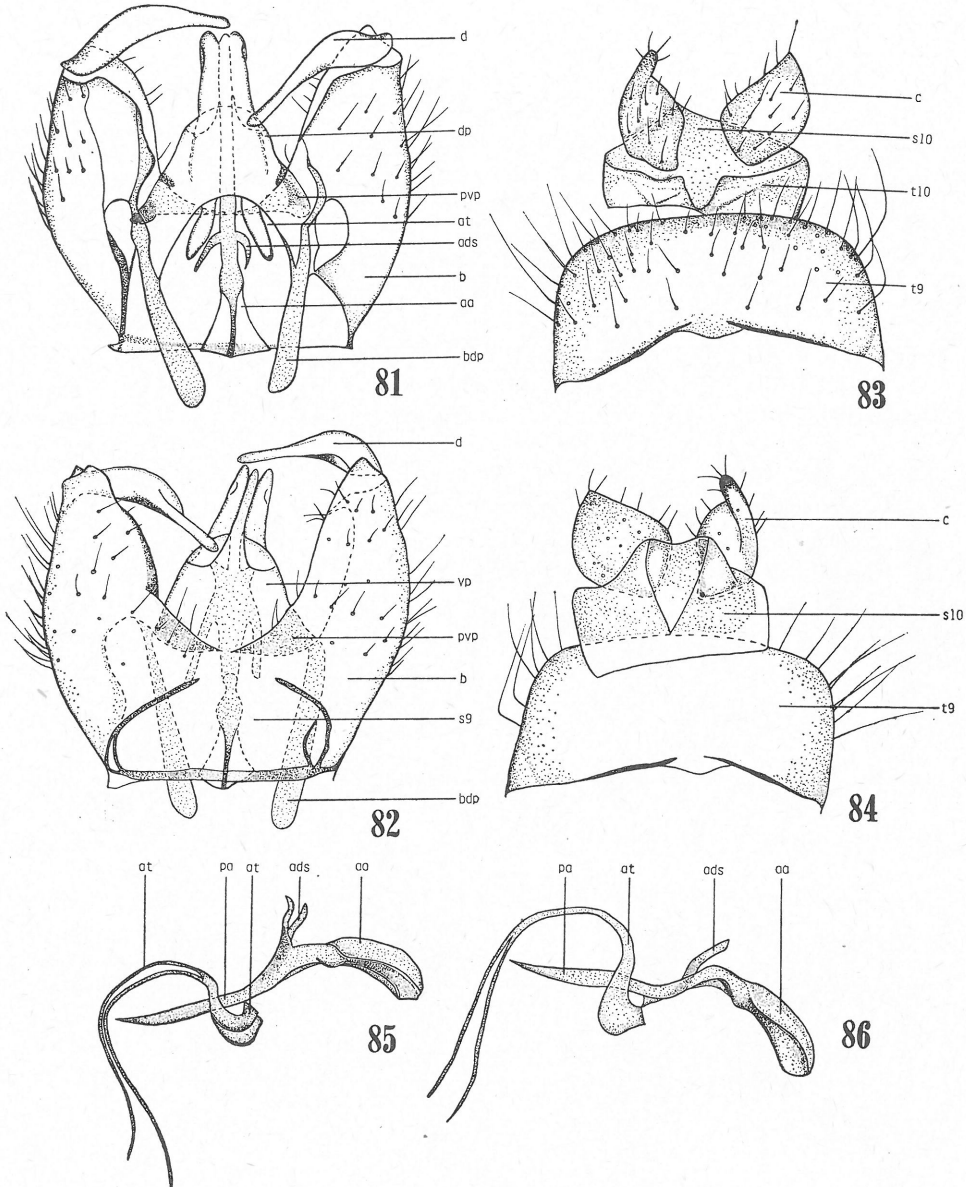 d
dp
pvp
at
ads
b
aa
bdp
81
c
s10
t10
t9
83
d
vp
pvp
b
s9
bdp
82
c
s10
t9
84
at pa at ads aa
85
pa at ads aa
86